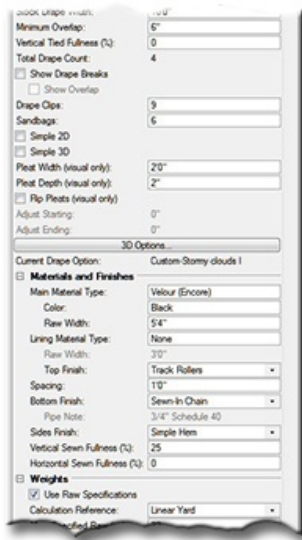 Stock Drape Width: 10'0"
Minimum Overlap: 6"
Vertical Tied Fullness (%): 0
Total Drape Count: 4
Show Drape Breaks
Show Overlap
Drape Clips: 9
Sandbags: 6
Simple 2D
Simple 3D
Pleat Width (visual only): 2'0"
Pleat Depth (visual only): 2"
Flip Pleats (visual only)
Adjust Starting: 0"
Adjust Ending: 0"
3D Options...
Current Drape Option: Custom-Stormy clouds I
Materials and Finishes
Main Material Type: Velour (Encore)
Color: Black
Raw Width: 5'4"
Lining Material Type: None
Raw Width: 3'0"
Top Finish: Track Rollers
Spacing: 1'0"
Bottom Finish: Sewn-In Chain
Pipe Note: 3/4" Schedule 40
Sides Finish: Simple Hem
Vertical Sewn Fullness (%): 25
Horizontal Sewn Fullness (%): 0
Weights
Use Raw Specifications
Calculation Reference: Linear Yard